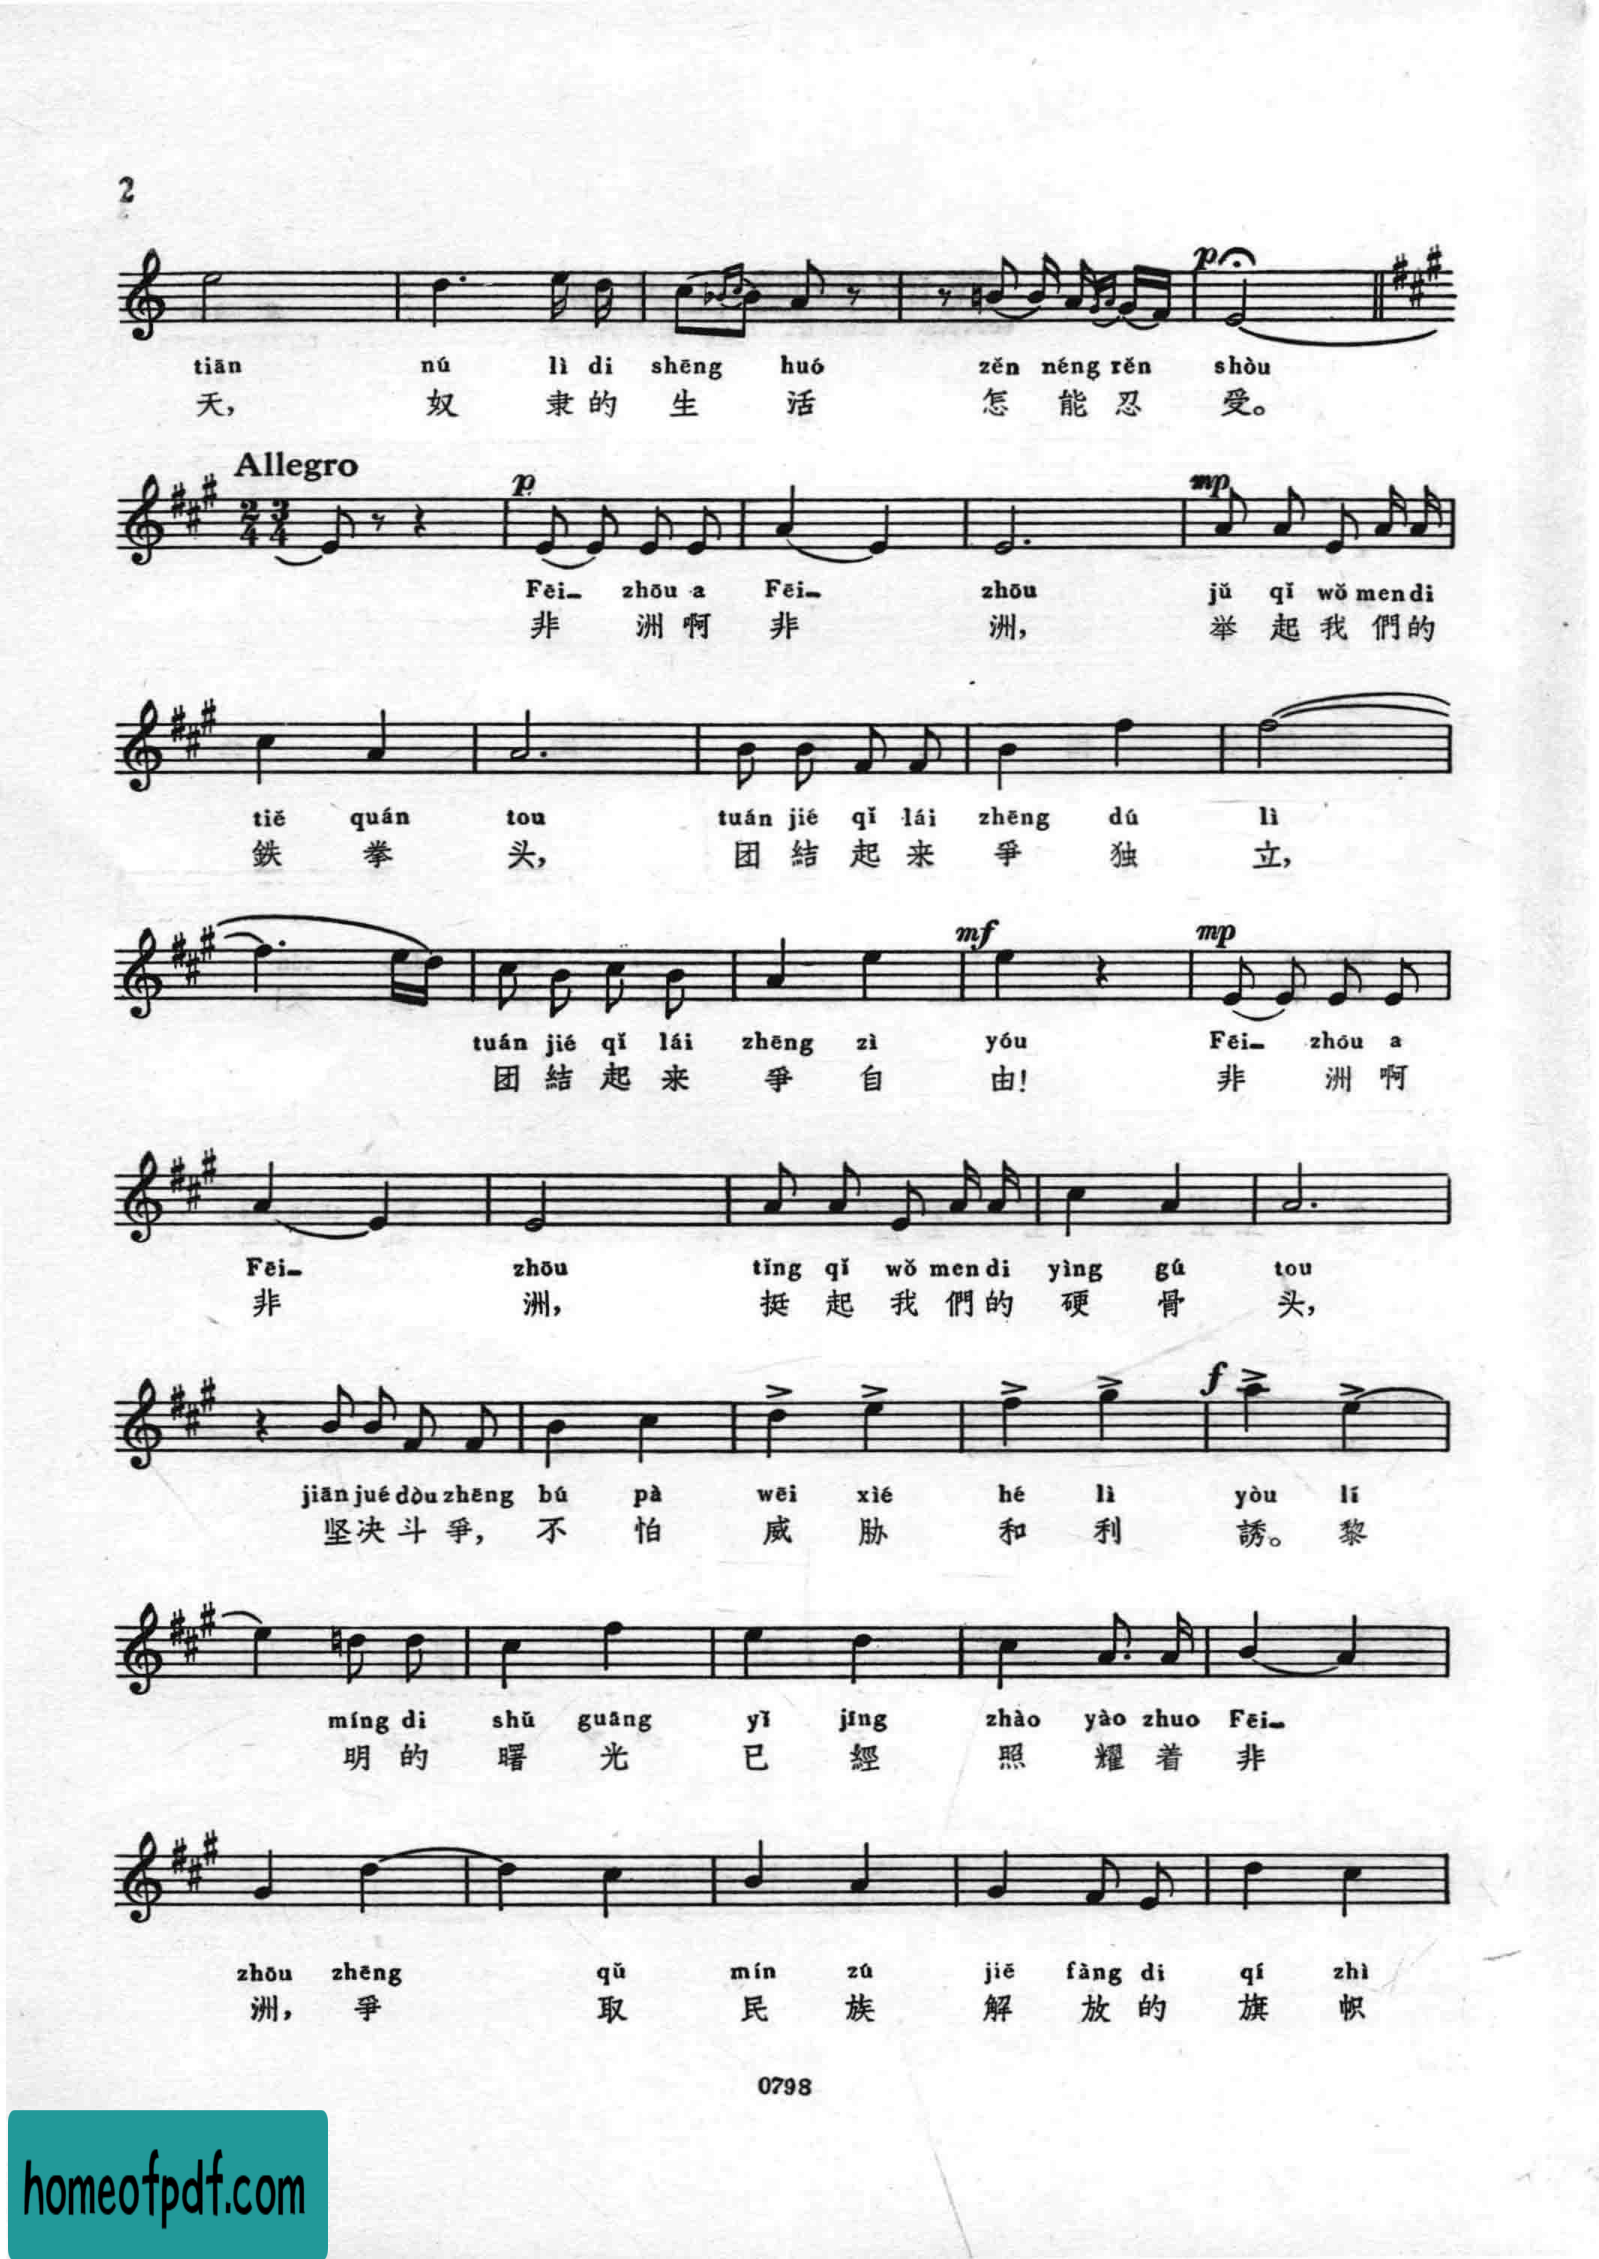 2
p
tiān nú lì di shēng huó zěn néng rěn shòu
天， 奴 隶 的 生 活 怎 能 忍 受。
Allegro
2 3
4 4
p mp
Fēi- zhōu a Fēi- zhōu jǔ qǐ wǒ men di
非 洲 啊 非 洲， 举 起 我 們 的
tiě quán tou tuán jié qǐ lái zhēng dú lì
鉄 拳 头， 团 結 起 来 爭 独 立，
mf mp
tuán jié qǐ lái zhēng zì yóu Fēi- zhōu a
团 結 起 来 爭 自 由！ 非 洲 啊
Fēi- zhōu tǐng qǐ wǒ men di yìng gú tou
非 洲， 挺 起 我 們 的 硬 骨 头，
f
jiān jué dòu zhēng bú pà wēi xié hé lì yòu lí
坚 决 斗 爭， 不 怕 威 胁 和 利 誘。 黎
míng di shǔ guāng yǐ jīng zhào yào zhuo Fēi-
明 的 曙 光 已 經 照 耀 着 非
zhōu zhēng qǔ mín zú jiě fàng di qí zhì
洲， 爭 取 民 族 解 放 的 旗 帜
0798
homeofpdf.com